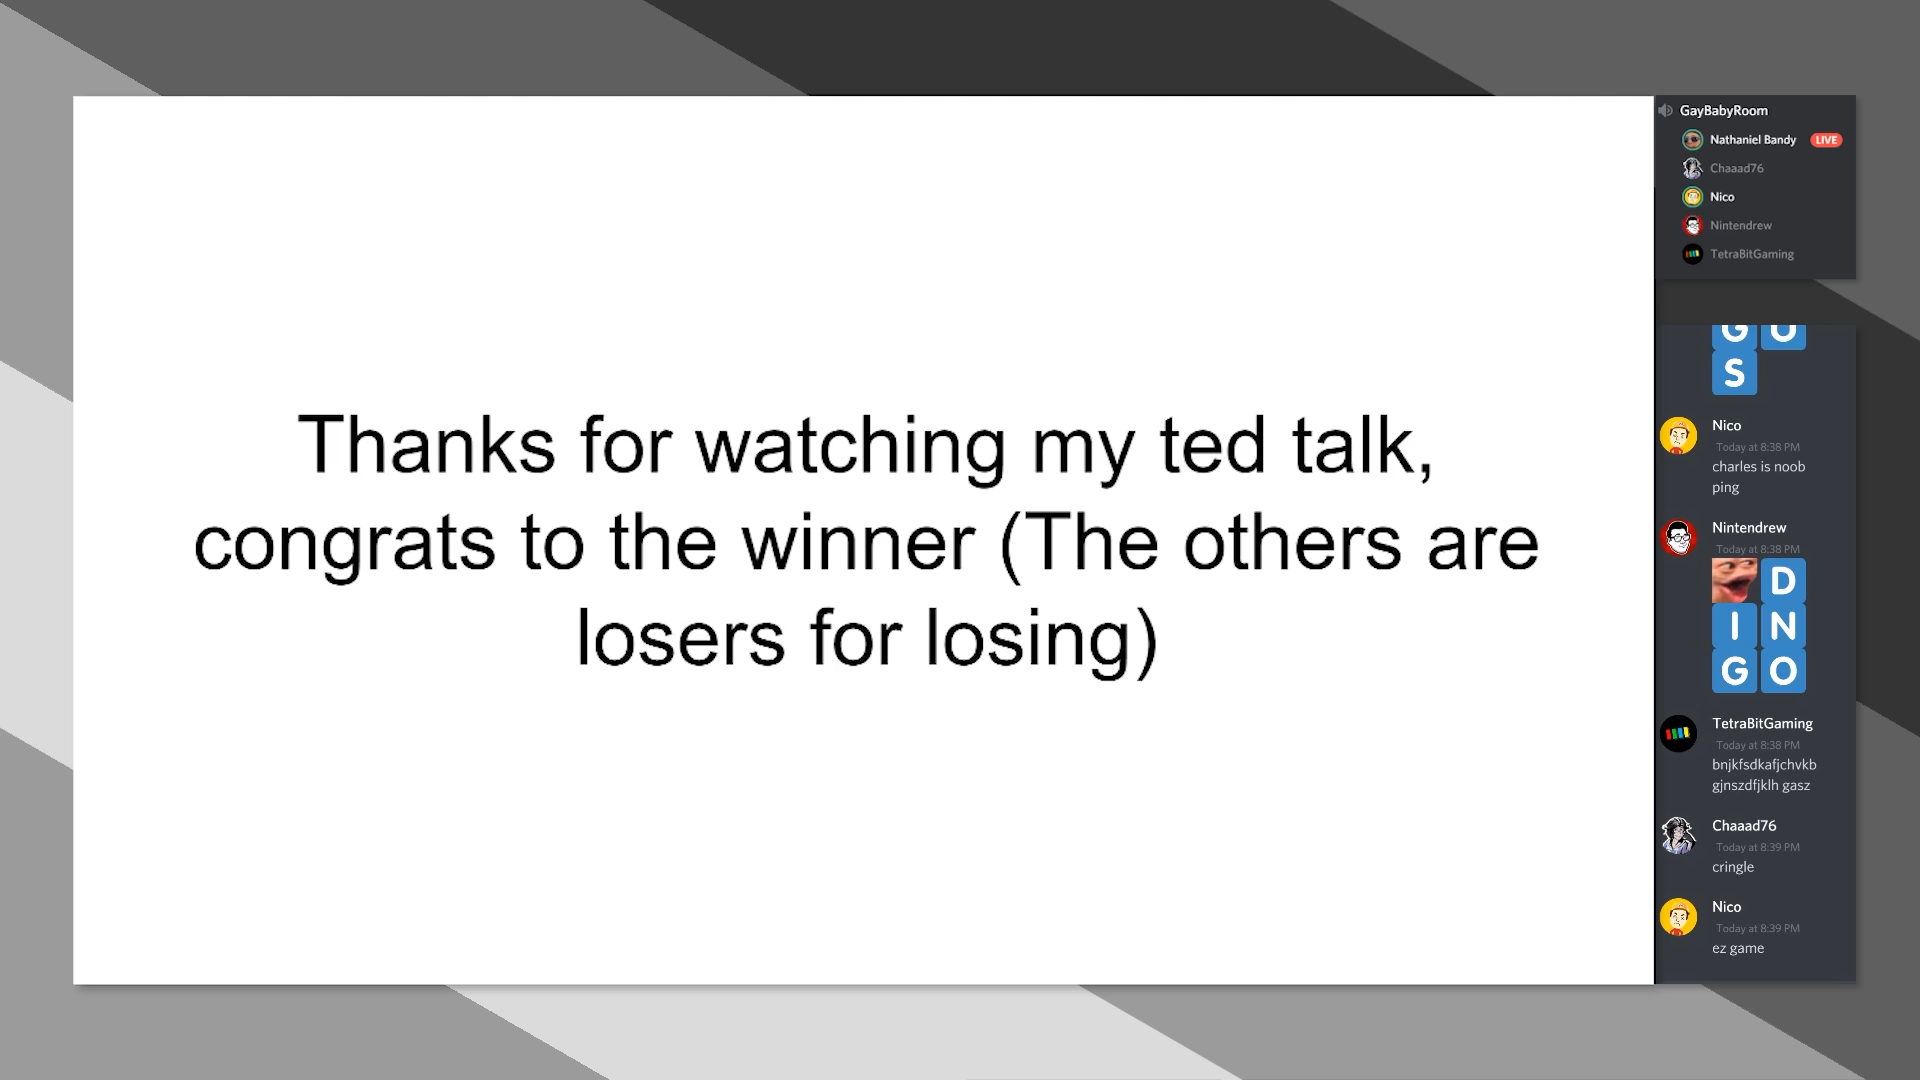 Thanks for watching my ted talk,
congrats to the winner (The others are
losers for losing)
GayBabyRoom
Nathaniel Bandy LIVE
Chaaad76
Nico
Nintendrew
TetraBitGaming
G U
S
Nico
Today at 8:38 PM
charles is noob
ping
Nintendrew
Today at 8:38 PM
D
I N
G O
TetraBitGaming
Today at 8:38 PM
bnjkfsdkafjchvkb
gjnszdfjklh gasz
Chaaad76
Today at 8:39 PM
cringle
Nico
Today at 8:39 PM
ez game